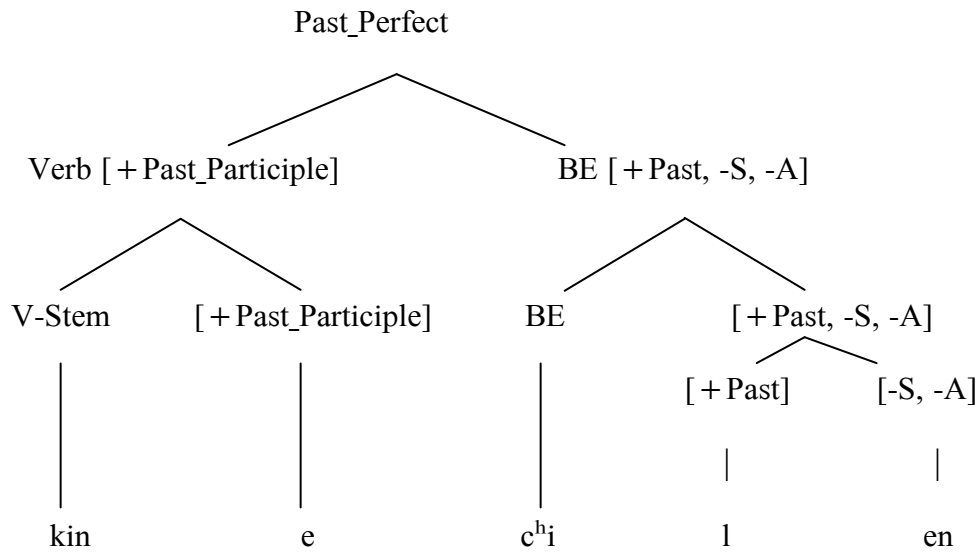 Past_Perfect
Verb [+Past_Participle] BE [+Past, -S, -A]
V-Stem [+Past_Participle] BE [+Past, -S, -A]
[+Past] [-S, -A]
kin e cʰi l en